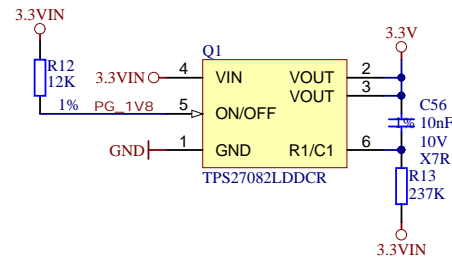 3.3VIN
R12
12K
1%
PG_1V8
3.3VIN
GND
Q1
4
5
1
VIN
ON/OFF
GND
VOUT
VOUT
R1/C1
2
3
6
TPS27082LDDCR
3.3V
C56
10nF
1%
10V
X7R
R13
237K
3.3VIN